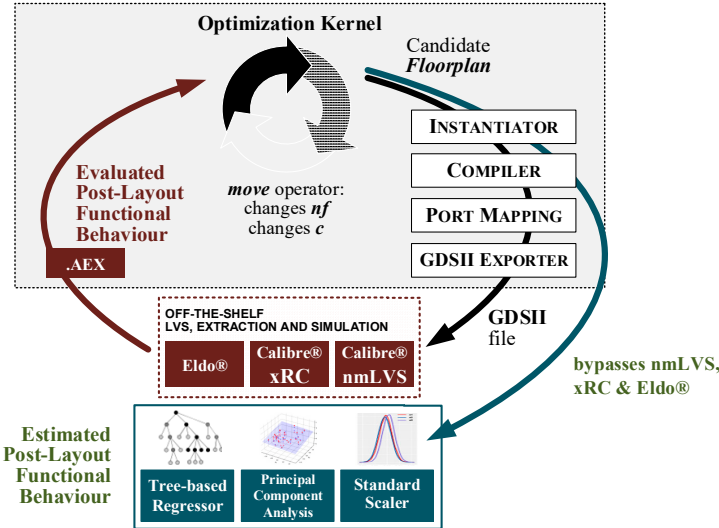 Optimization Kernel
Candidate
Floorplan
INSTANTIATOR
COMPILER
PORT MAPPING
GDSII EXPORTER
move operator:
changes nf
changes c
Evaluated
Post-Layout
Functional
Behaviour
.AEX
OFF-THE-SHELF
LVS, EXTRACTION AND SIMULATION
Eldo®
Calibre®
xRC
Calibre®
nmLVS
GDSII
file
bypasses nmLVS,
xRC & Eldo®
Estimated
Post-Layout
Functional
Behaviour
Tree-based
Regressor
Principal
Component
Analysis
Standard
Scaler